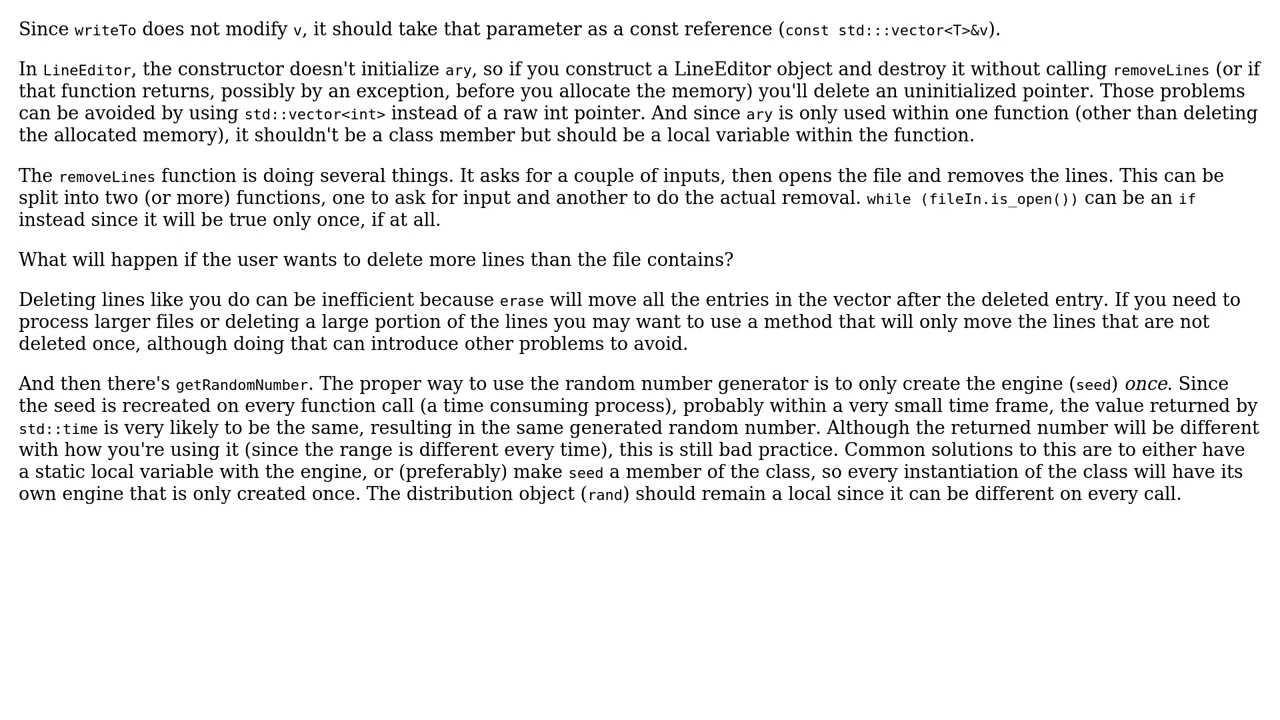 Since writeTo does not modify v, it should take that parameter as a const reference (const std:::vector<T>&v).
In LineEditor, the constructor doesn't initialize ary, so if you construct a LineEditor object and destroy it without calling removeLines (or if
that function returns, possibly by an exception, before you allocate the memory) you'll delete an uninitialized pointer. Those problems
can be avoided by using std::vector<int> instead of a raw int pointer. And since ary is only used within one function (other than deleting
the allocated memory), it shouldn't be a class member but should be a local variable within the function.
The removeLines function is doing several things. It asks for a couple of inputs, then opens the file and removes the lines. This can be
split into two (or more) functions, one to ask for input and another to do the actual removal. while (fileIn.is_open()) can be an if
instead since it will be true only once, if at all.
What will happen if the user wants to delete more lines than the file contains?
Deleting lines like you do can be inefficient because erase will move all the entries in the vector after the deleted entry. If you need to
process larger files or deleting a large portion of the lines you may want to use a method that will only move the lines that are not
deleted once, although doing that can introduce other problems to avoid.
And then there's getRandomNumber. The proper way to use the random number generator is to only create the engine (seed) once. Since
the seed is recreated on every function call (a time consuming process), probably within a very small time frame, the value returned by
std::time is very likely to be the same, resulting in the same generated random number. Although the returned number will be different
with how you're using it (since the range is different every time), this is still bad practice. Common solutions to this are to either have
a static local variable with the engine, or (preferably) make seed a member of the class, so every instantiation of the class will have its
own engine that is only created once. The distribution object (rand) should remain a local since it can be different on every call.